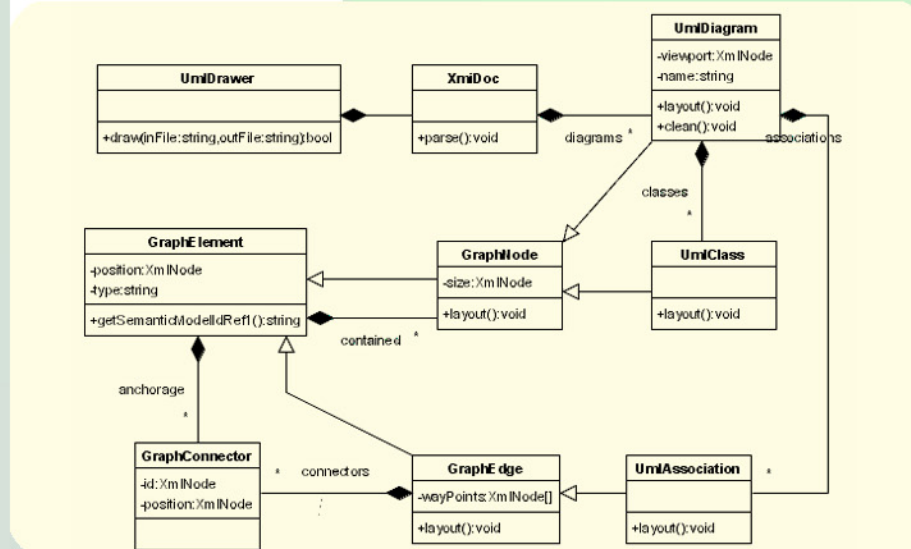 UmlDiagram
-viewport:XmlNode
-name:string
+layout():void
+clean():void
UmlDrawer
+draw(inFile:string,outFile:string):bool
XmiDoc
+parse():void
diagrams *
associations
classes
*
GraphElement
-position:XmlNode
-type:string
+getSemanticModelIdRef1():string
GraphNode
-size:XmlNode
+layout():void
UmlClass
+layout():void
contained *
anchorage
*
GraphConnector
-id:XmlNode
-position:XmlNode
* connectors
GraphEdge
-wayPoints:XmlNode[]
+layout():void
UmlAssociation
+layout():void
*